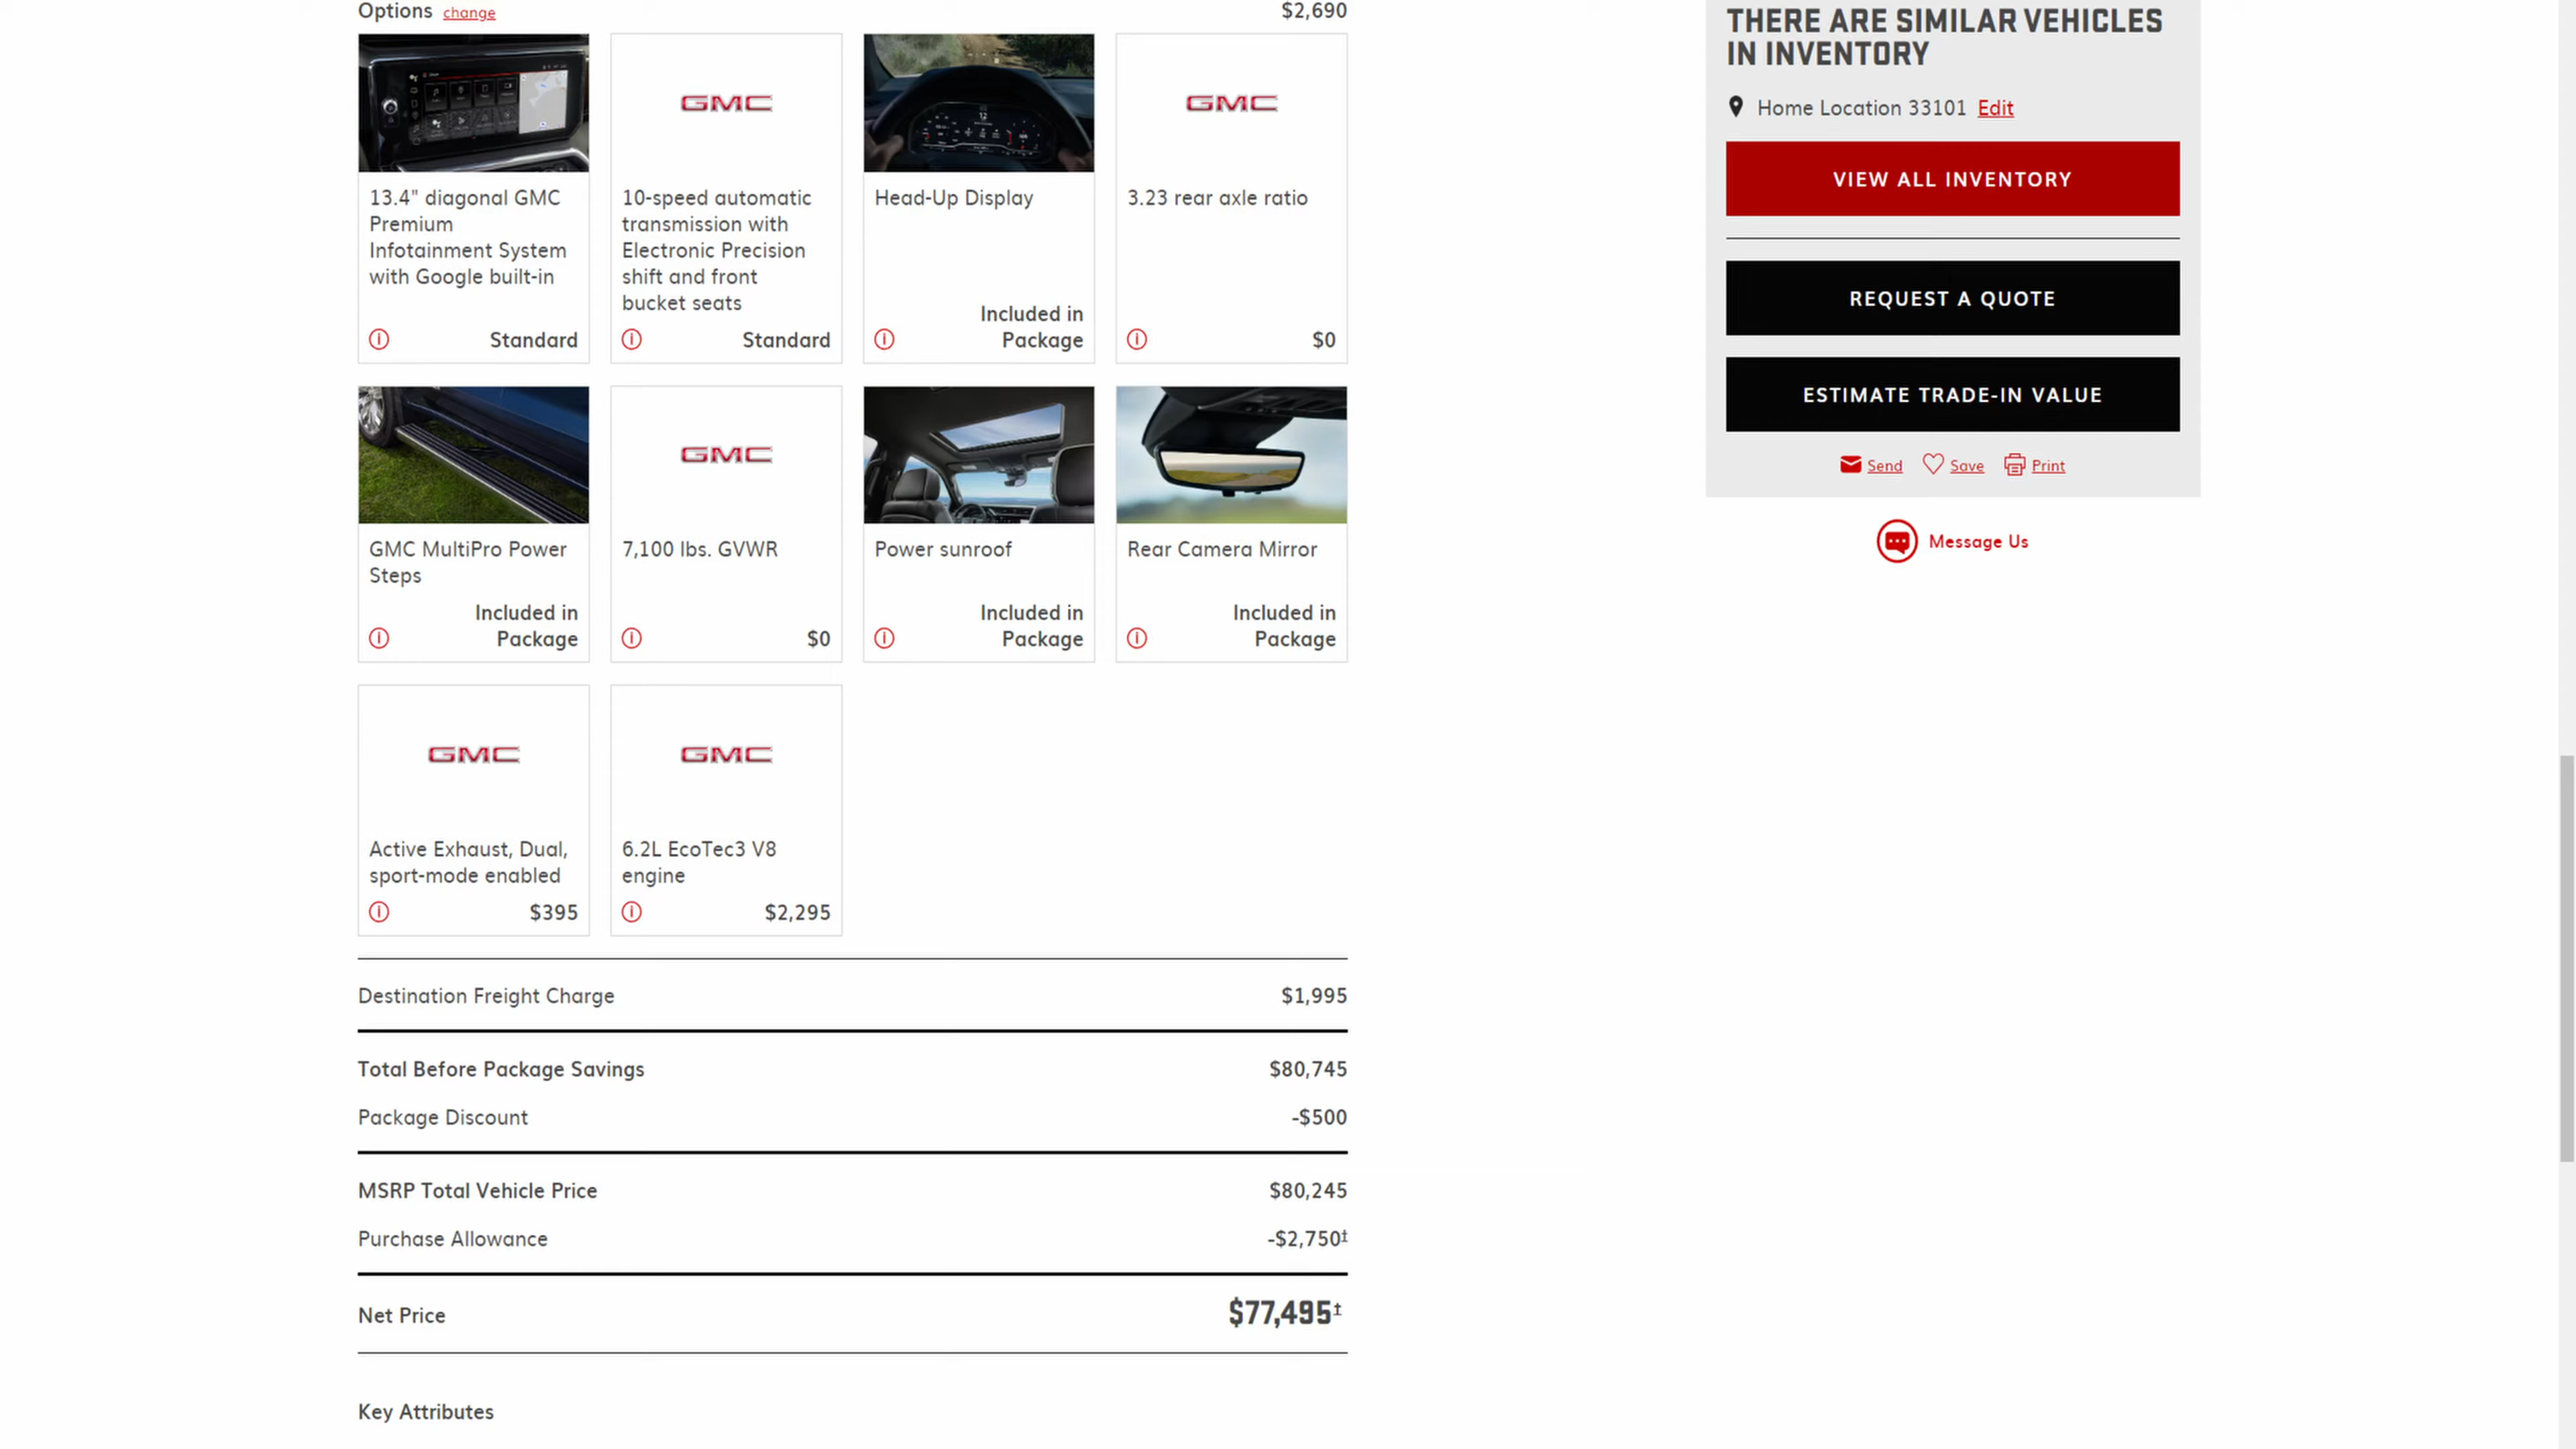 Options change $2,690
THERE ARE SIMILAR VEHICLES
IN INVENTORY
Home Location 33101 Edit
VIEW ALL INVENTORY
REQUEST A QUOTE
ESTIMATE TRADE-IN VALUE
Send Save Print
Message Us
13.4" diagonal GMC
Premium
Infotainment System
with Google built-in
Standard
GMC
10-speed automatic
transmission with
Electronic Precision
shift and front
bucket seats
Standard
Head-Up Display
Included in
Package
GMC
3.23 rear axle ratio
$0
GMC MultiPro Power
Steps
Included in
Package
GMC
7,100 lbs. GVWR
$0
Power sunroof
Included in
Package
Rear Camera Mirror
Included in
Package
GMC
Active Exhaust, Dual,
sport-mode enabled
$395
GMC
6.2L EcoTec3 V8
engine
$2,295
Destination Freight Charge $1,995
Total Before Package Savings $80,745
Package Discount -$500
MSRP Total Vehicle Price $80,245
Purchase Allowance -$2,750‡
Net Price $77,495‡
Key Attributes